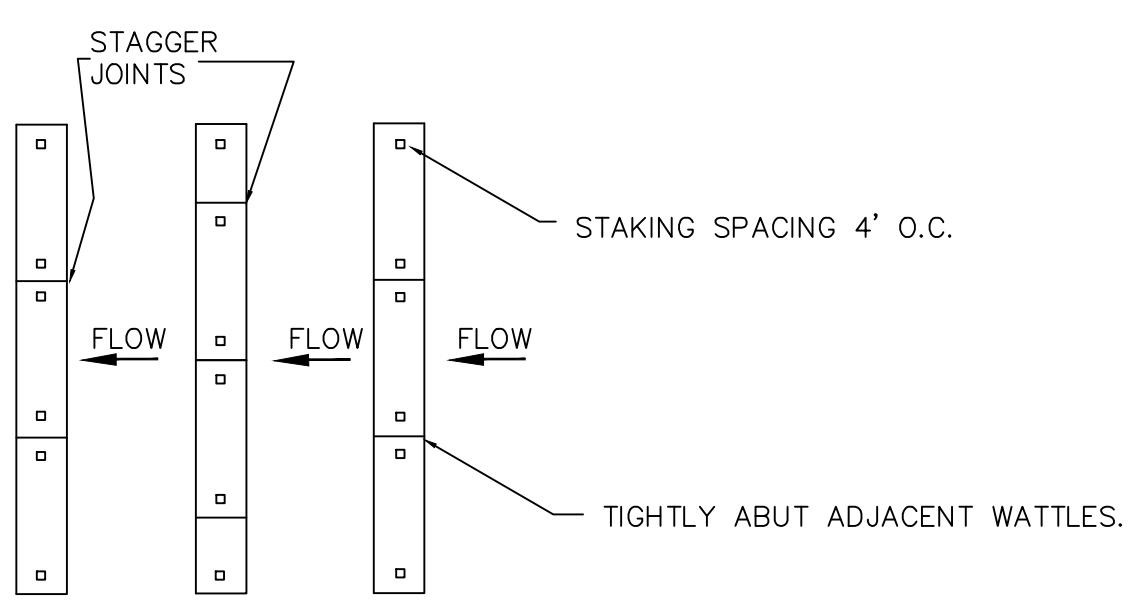 STAGGER
JOINTS
STAKING SPACING 4' O.C.
FLOW
FLOW
FLOW
TIGHTLY ABUT ADJACENT WATTLES.